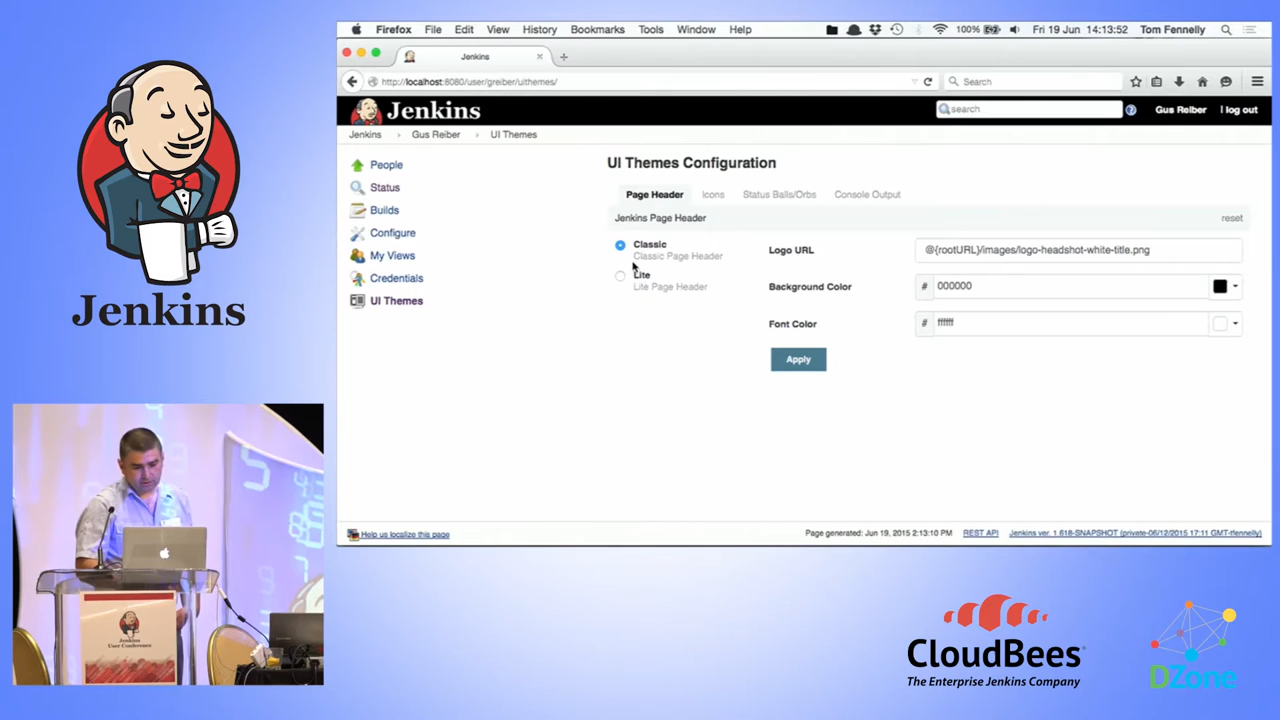 Jenkins
Firefox File Edit View History Bookmarks Tools Window Help 100% Fri 19 Jun 14:13:52 Tom Fennelly
Jenkins
http://localhost:8080/user/greiber/uithemes/ Search
Jenkins search Gus Reiber | log out
Jenkins Gus Reiber UI Themes
People
Status
Builds
Configure
My Views
Credentials
UI Themes
UI Themes Configuration
Page Header Icons Status Balls/Orbs Console Output
Jenkins Page Header reset
Classic
Classic Page Header
Lite
Lite Page Header
Logo URL @{rootURL}/images/logo-headshot-white-title.png
Background Color # 000000
Font Color # ffffff
Apply
Help us localize this page Page generated: Jun 19, 2015 2:13:10 PM REST API Jenkins ver. 1.618-SNAPSHOT (private-06/12/2015 17:11 GMT-tfennelly)
Jenkins
User Conference
CloudBees
The Enterprise Jenkins Company
DZone